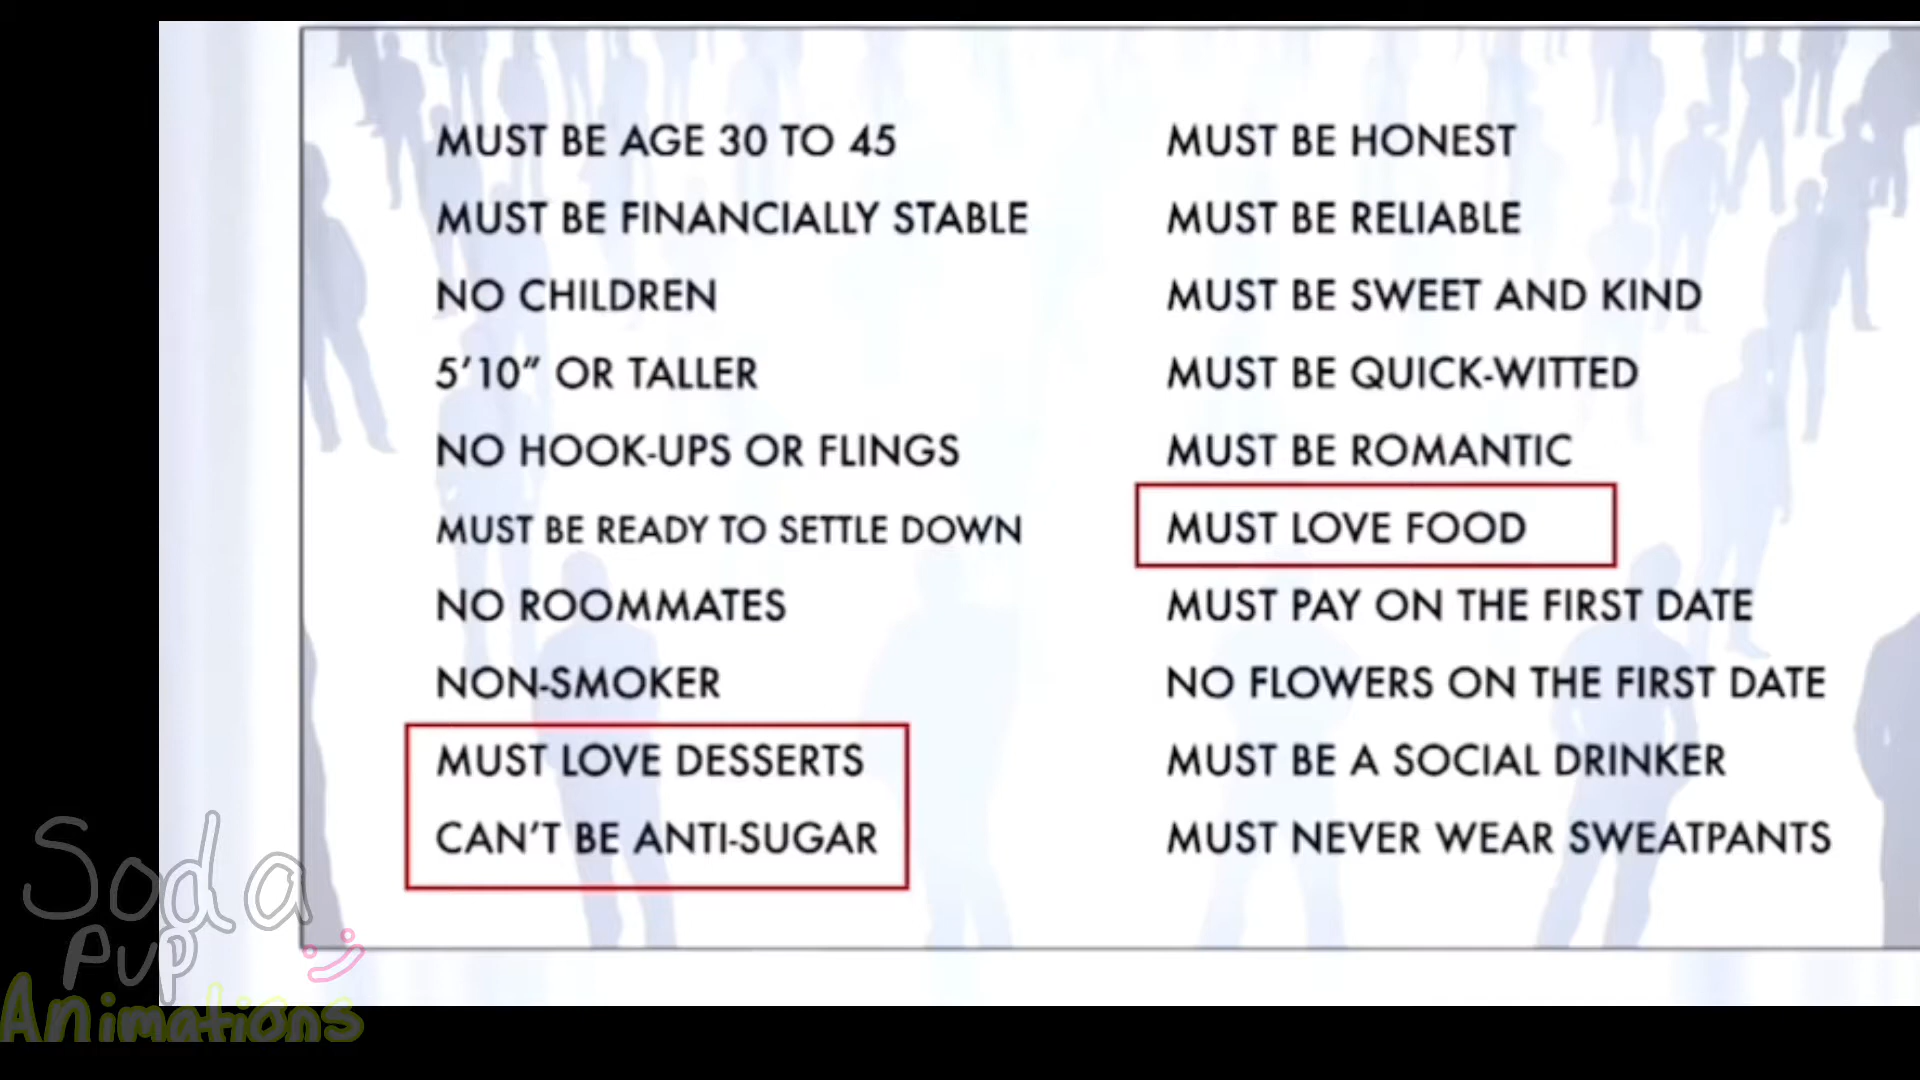 MUST BE AGE 30 TO 45
MUST BE FINANCIALLY STABLE
NO CHILDREN
5’10” OR TALLER
NO HOOK-UPS OR FLINGS
MUST BE READY TO SETTLE DOWN
NO ROOMMATES
NON-SMOKER
MUST LOVE DESSERTS
CAN’T BE ANTI-SUGAR
MUST BE HONEST
MUST BE RELIABLE
MUST BE SWEET AND KIND
MUST BE QUICK-WITTED
MUST BE ROMANTIC
MUST LOVE FOOD
MUST PAY ON THE FIRST DATE
NO FLOWERS ON THE FIRST DATE
MUST BE A SOCIAL DRINKER
MUST NEVER WEAR SWEATPANTS
Soda
Pup
Animations